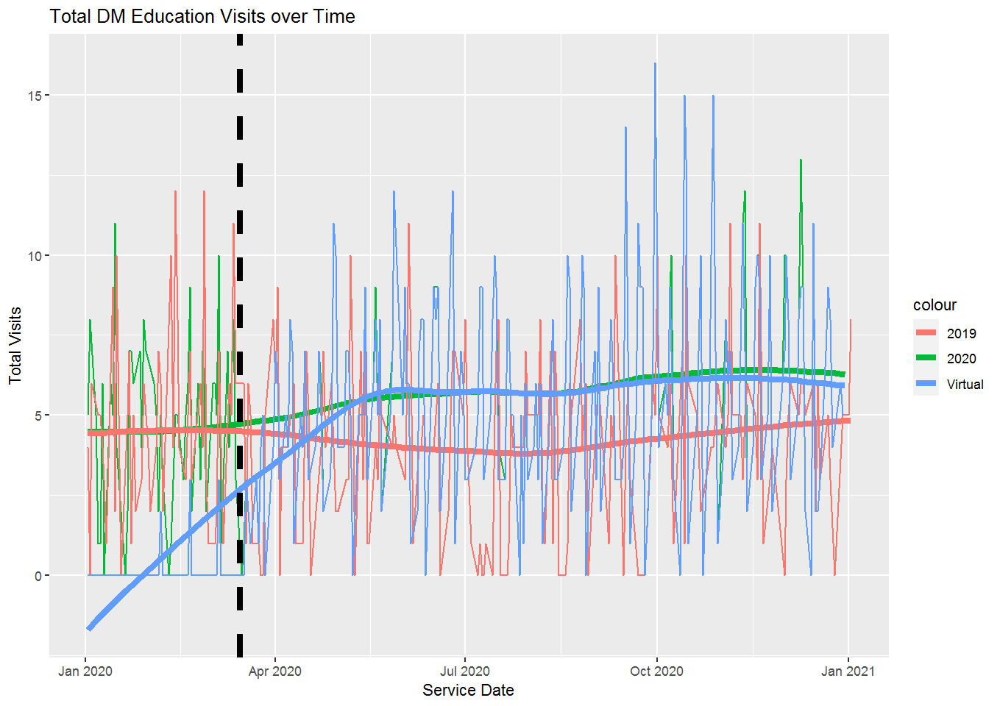 Total DM Education Visits over Time
Total Visits
15
10
5
0
Jan 2020
Apr 2020
Jul 2020
Oct 2020
Jan 2021
Service Date
colour
2019
2020
Virtual